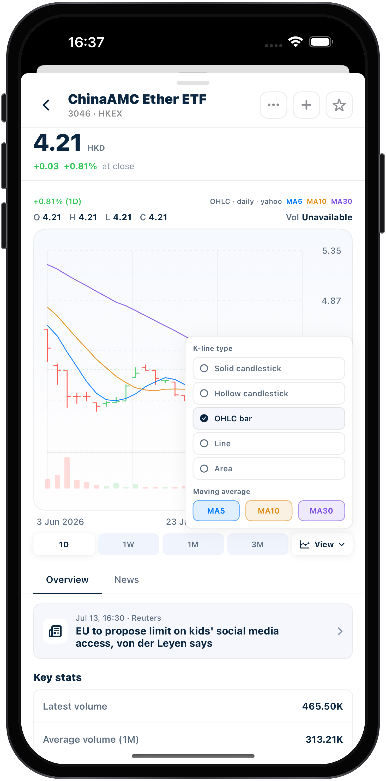 16:37
ChinaAMC Ether ETF
3046 · HKEX
4.21 HKD
+0.03 +0.81% at close
+0.81% (1D) OHLC · daily · yahoo MA5 MA10 MA30
O 4.21 H 4.21 L 4.21 C 4.21 Vol Unavailable
5.35
4.87
K-line type
Solid candlestick
Hollow candlestick
OHLC bar
Line
Area
Moving average
MA5 MA10 MA30
3 Jun 2026 23 J
1D 1W 1M 3M View
Overview News
Jul 13, 16:30 · Reuters
EU to propose limit on kids' social media
access, von der Leyen says
Key stats
Latest volume 465.50K
Average volume (1M) 313.21K